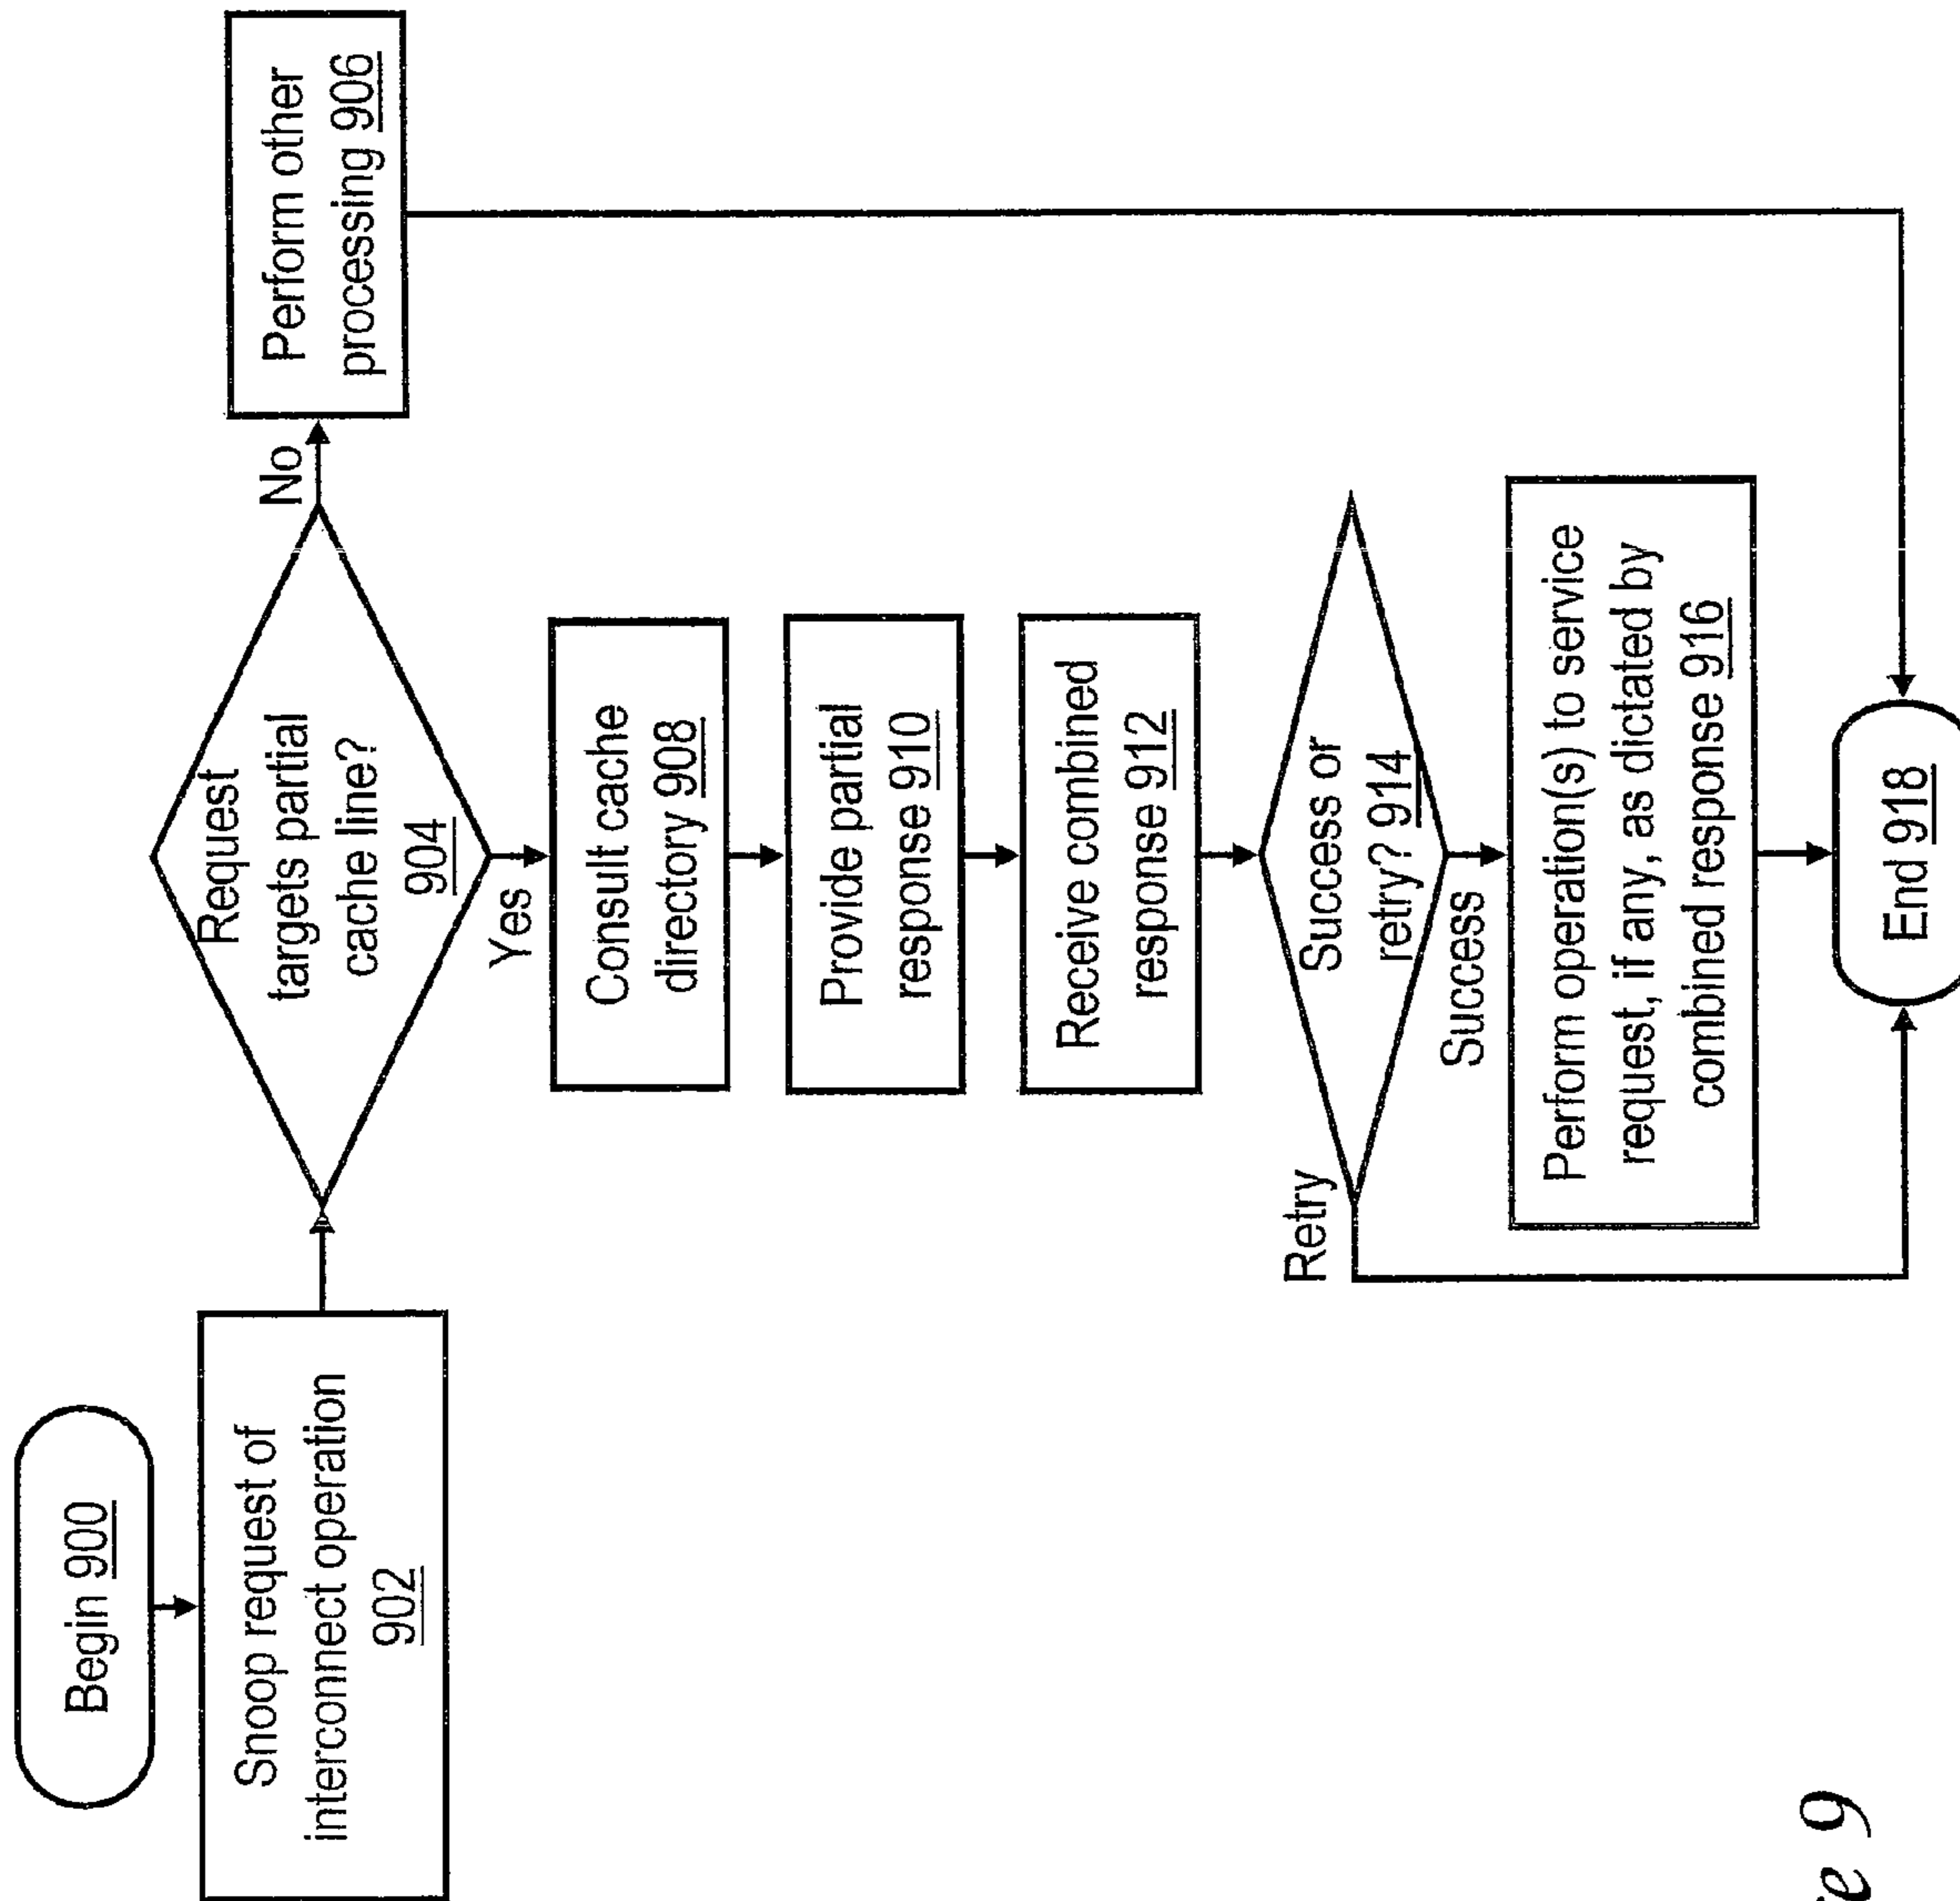 Begin 900
Snoop request of
interconnect operation
902
Request
targets partial
cache line?
904
No
Perform other
processing 906
Yes
Consult cache
directory 908
Provide partial
response 910
Receive combined
response 912
Success or
retry? 914
Retry
Success
Perform operation(s) to service
request, if any, as dictated by
combined response 916
End 918
9